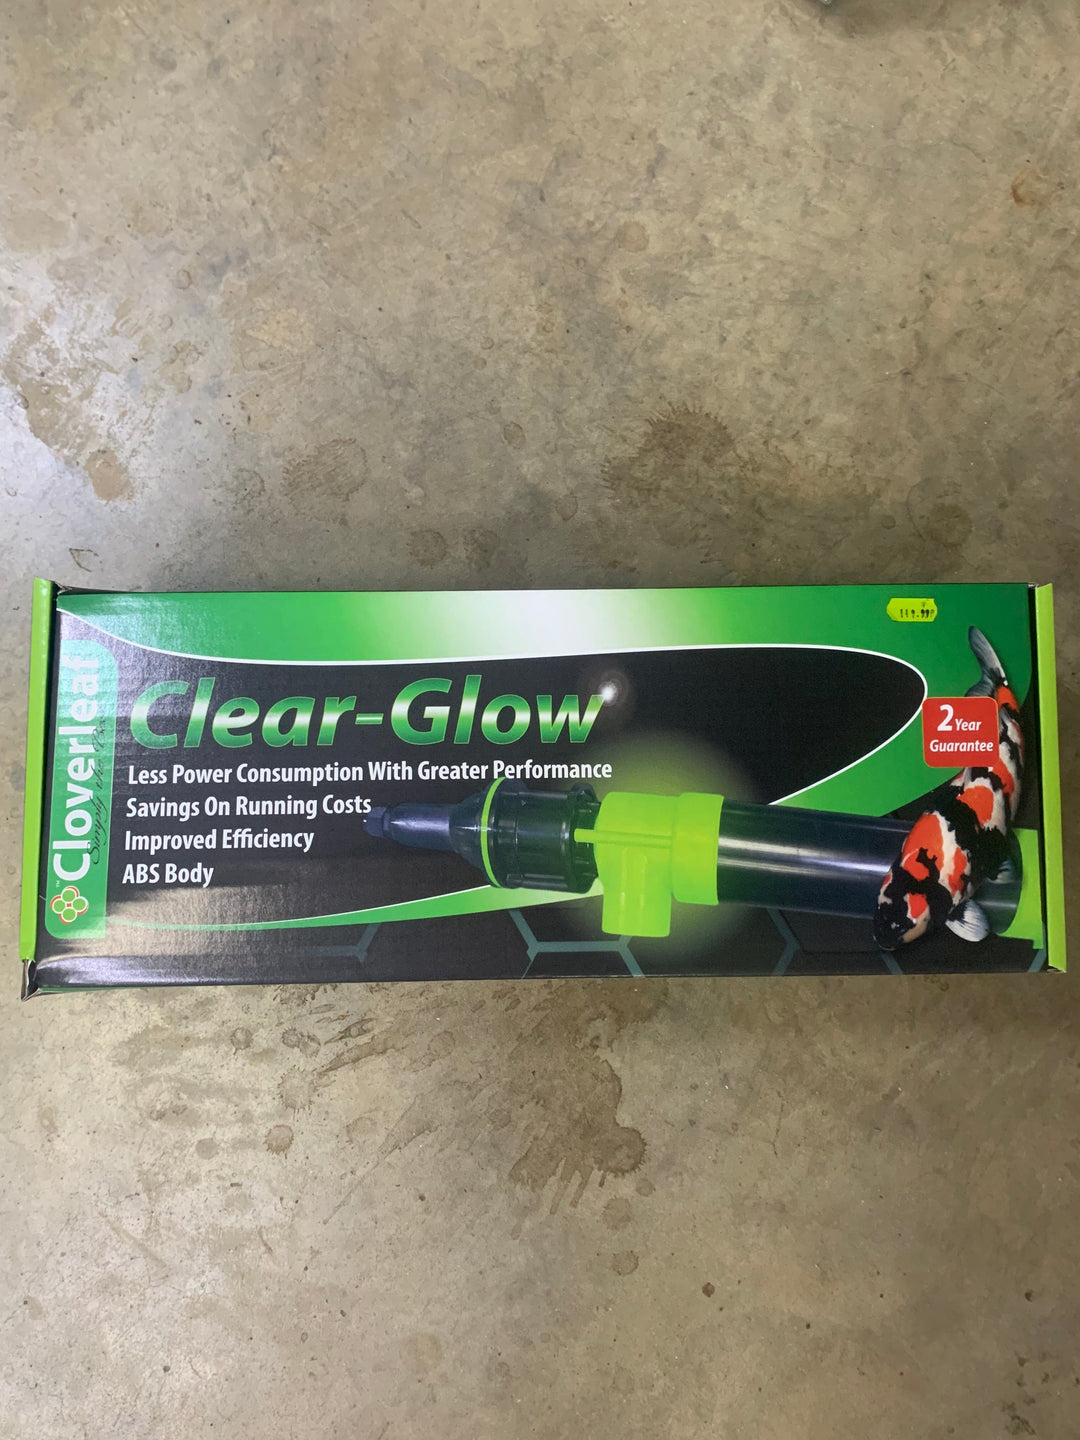 Cloverleaf
™
Clear-Glow
Less Power Consumption With Greater Performance
Savings On Running Costs
Improved Efficiency
ABS Body
2 Year
Guarantee